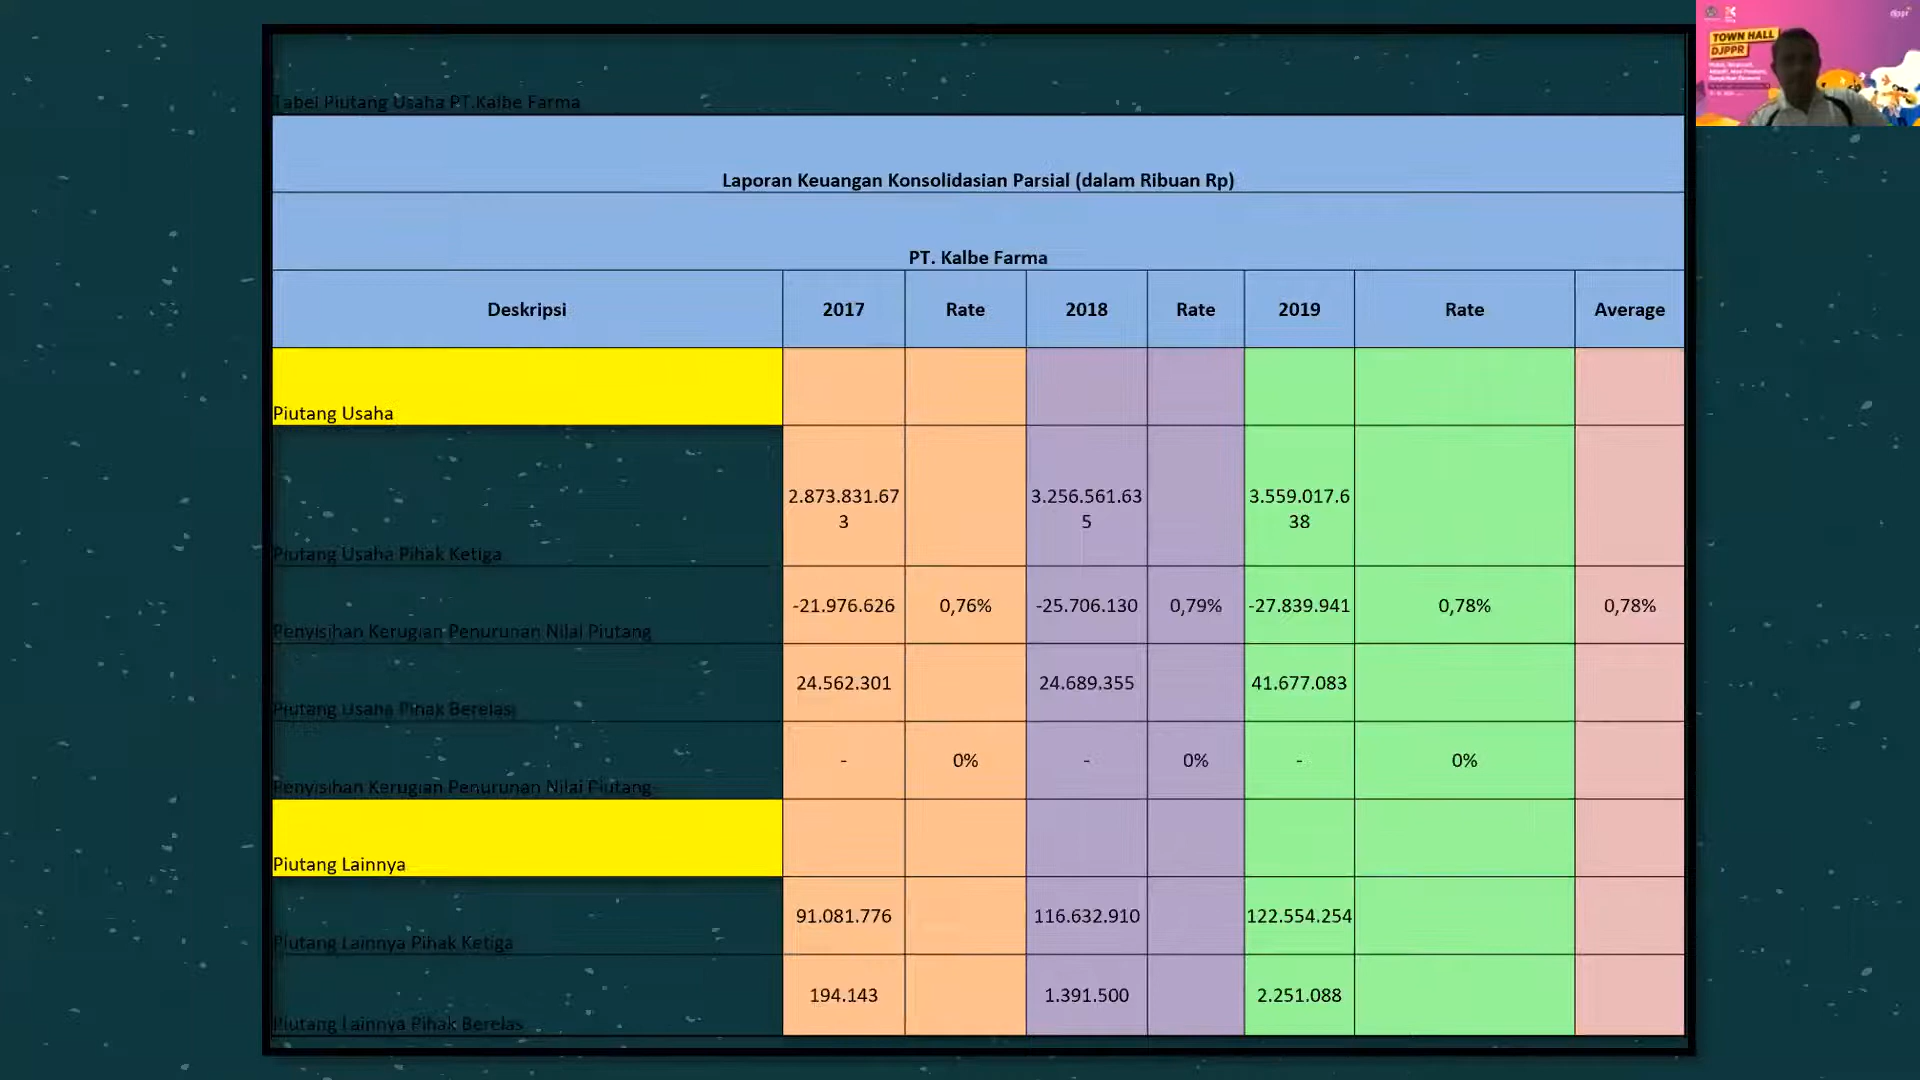 Tabel Piutang Usaha PT.Kalbe Farma
Laporan Keuangan Konsolidasian Parsial (dalam Ribuan Rp)
PT. Kalbe Farma
Deskripsi 2017 Rate 2018 Rate 2019 Rate Average
Piutang Usaha
Piutang Usaha Pihak Ketiga 2.873.831.67 3.256.561.63 3.559.017.6
3 5 38
Penyisihan Kerugian Penurunan Nilai Piutang -21.976.626 0,76% -25.706.130 0,79% -27.839.941 0,78% 0,78%
Piutang Usaha Pihak Berelasi 24.562.301 24.689.355 41.677.083
Penyisihan Kerugian Penurunan Nilai Piutang - 0% - 0% - 0%
Piutang Lainnya
Piutang Lainnya Pihak Ketiga 91.081.776 116.632.910 122.554.254
Piutang Lainnya Pihak Berelas 194.143 1.391.500 2.251.088
TOWN HALL
DJPPR
djppr